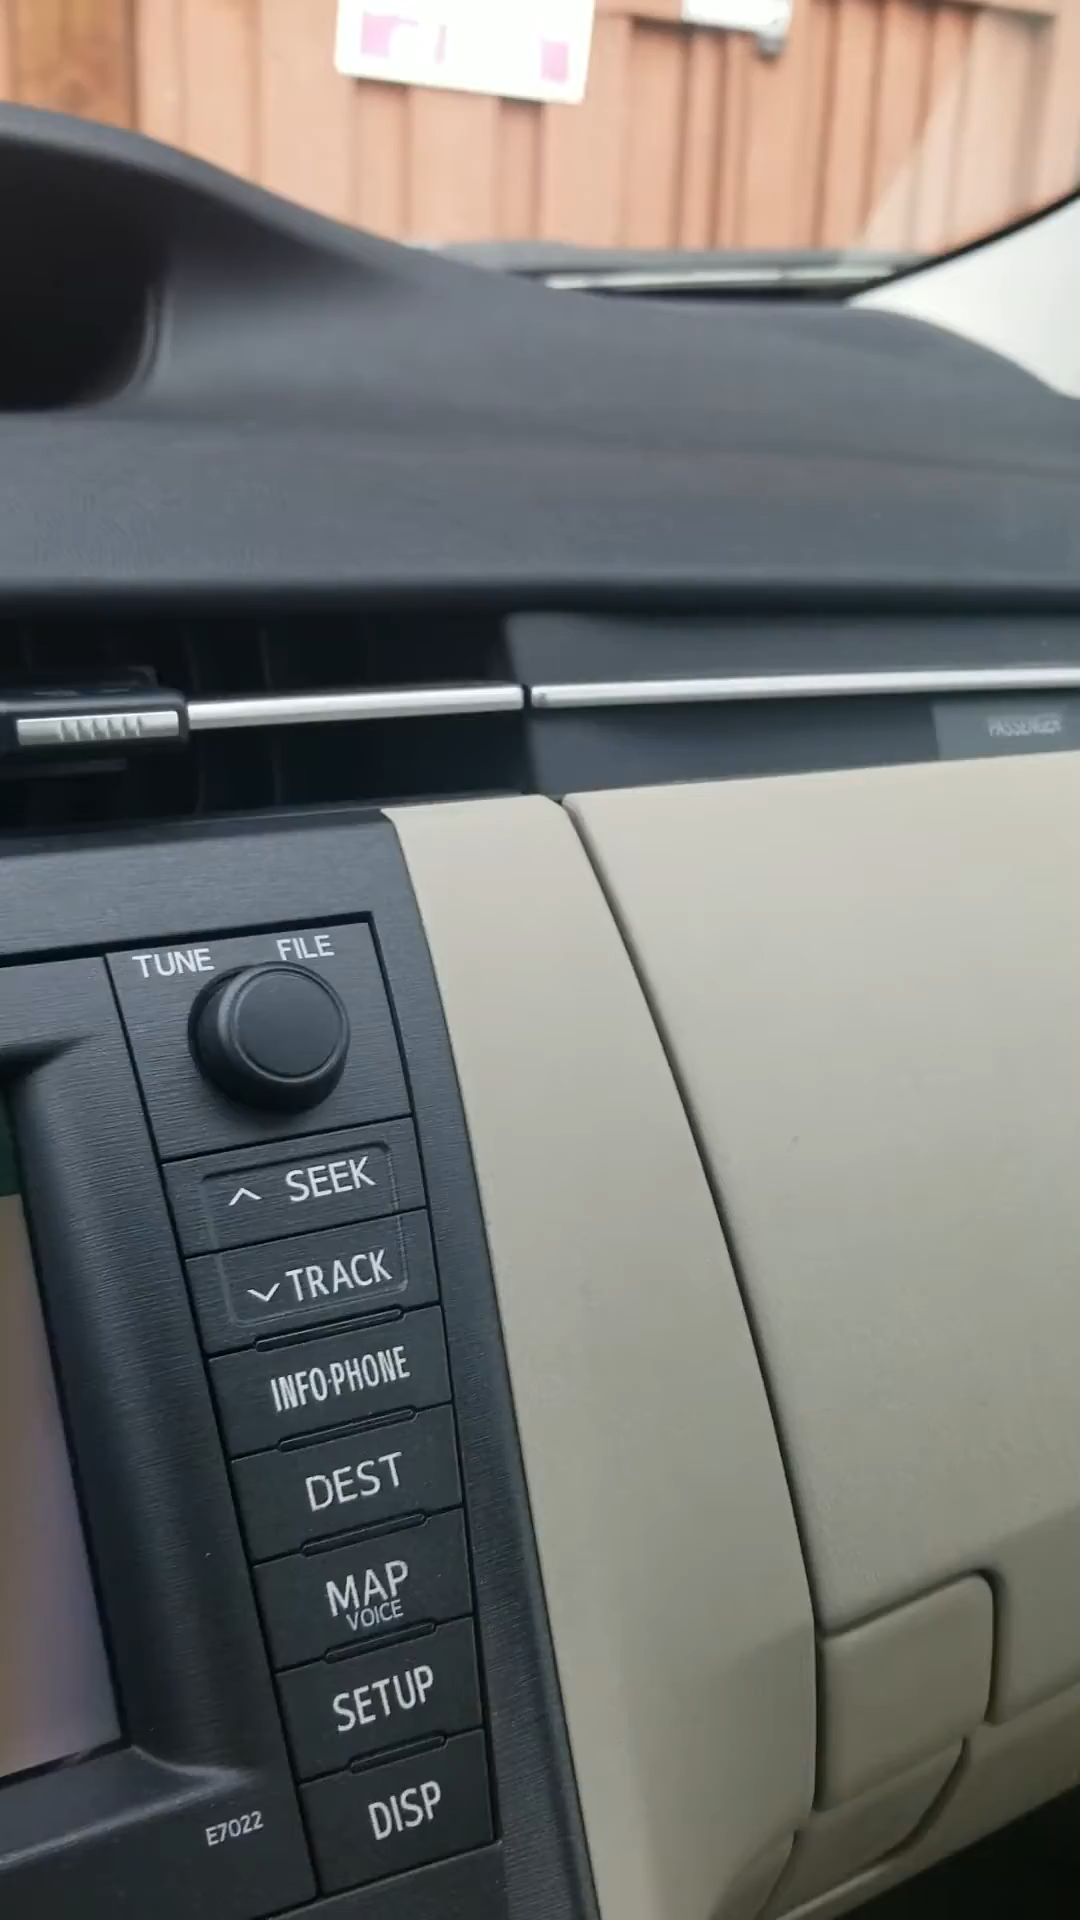 PASSENGER
TUNE FILE
SEEK
TRACK
INFO·PHONE
DEST
MAP
VOICE
SETUP
DISP
E7022